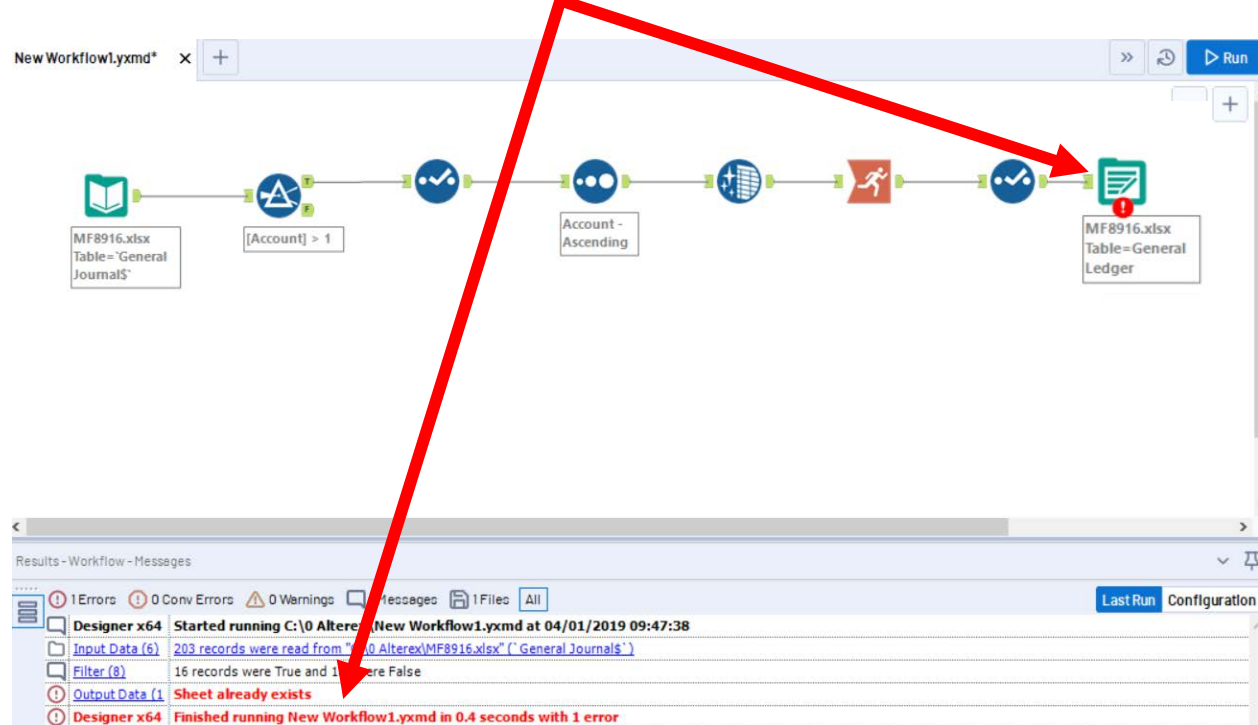 New Workflow1.yxmd*
Run
MF8916.xlsx
Table=`General
Journal$`
[Account] > 1
T
F
Account -
Ascending
MF8916.xlsx
Table=General
Ledger
Results - Workflow - Messages
1 Errors 0 Conv Errors 0 Warnings Messages 1 Files All
Last Run Configuration
Designer x64 Started running C:\0 Alterex\New Workflow1.yxmd at 04/01/2019 09:47:38
Input Data (6) 203 records were read from "\0 Alterex\MF8916.xlsx" (`General Journal$`)
Filter (8) 16 records were True and were False
Output Data (1 Sheet already exists
Designer x64 Finished running New Workflow1.yxmd in 0.4 seconds with 1 error